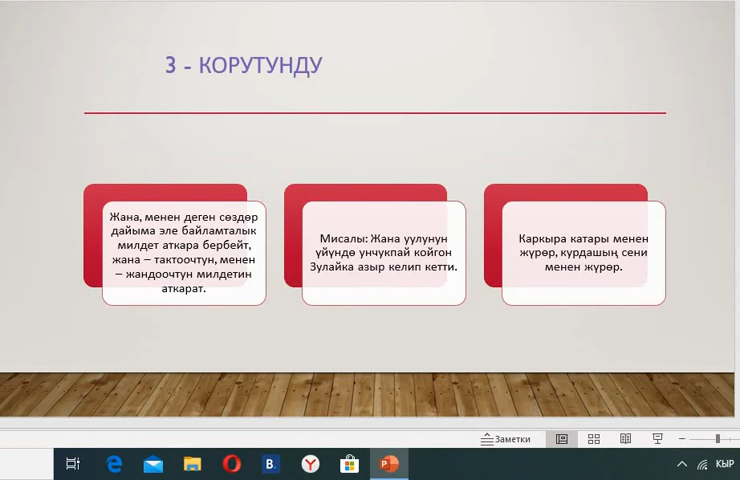 3 - КОРУТУНДУ
Жана, менен деген сөздөр
дайыма эле байламталык
милдет аткара бербейт,
жана – тактоочтун, менен
– жандоочтун милдетин
аткарат.
Мисалы: Жана уулунун
үйүндө унчукпай койгон
Зулайка азыр келип кетти.
Каркыра катары менен
жүрөр, курдашың сени
менен жүрөр.
Заметки
B.
КЫР